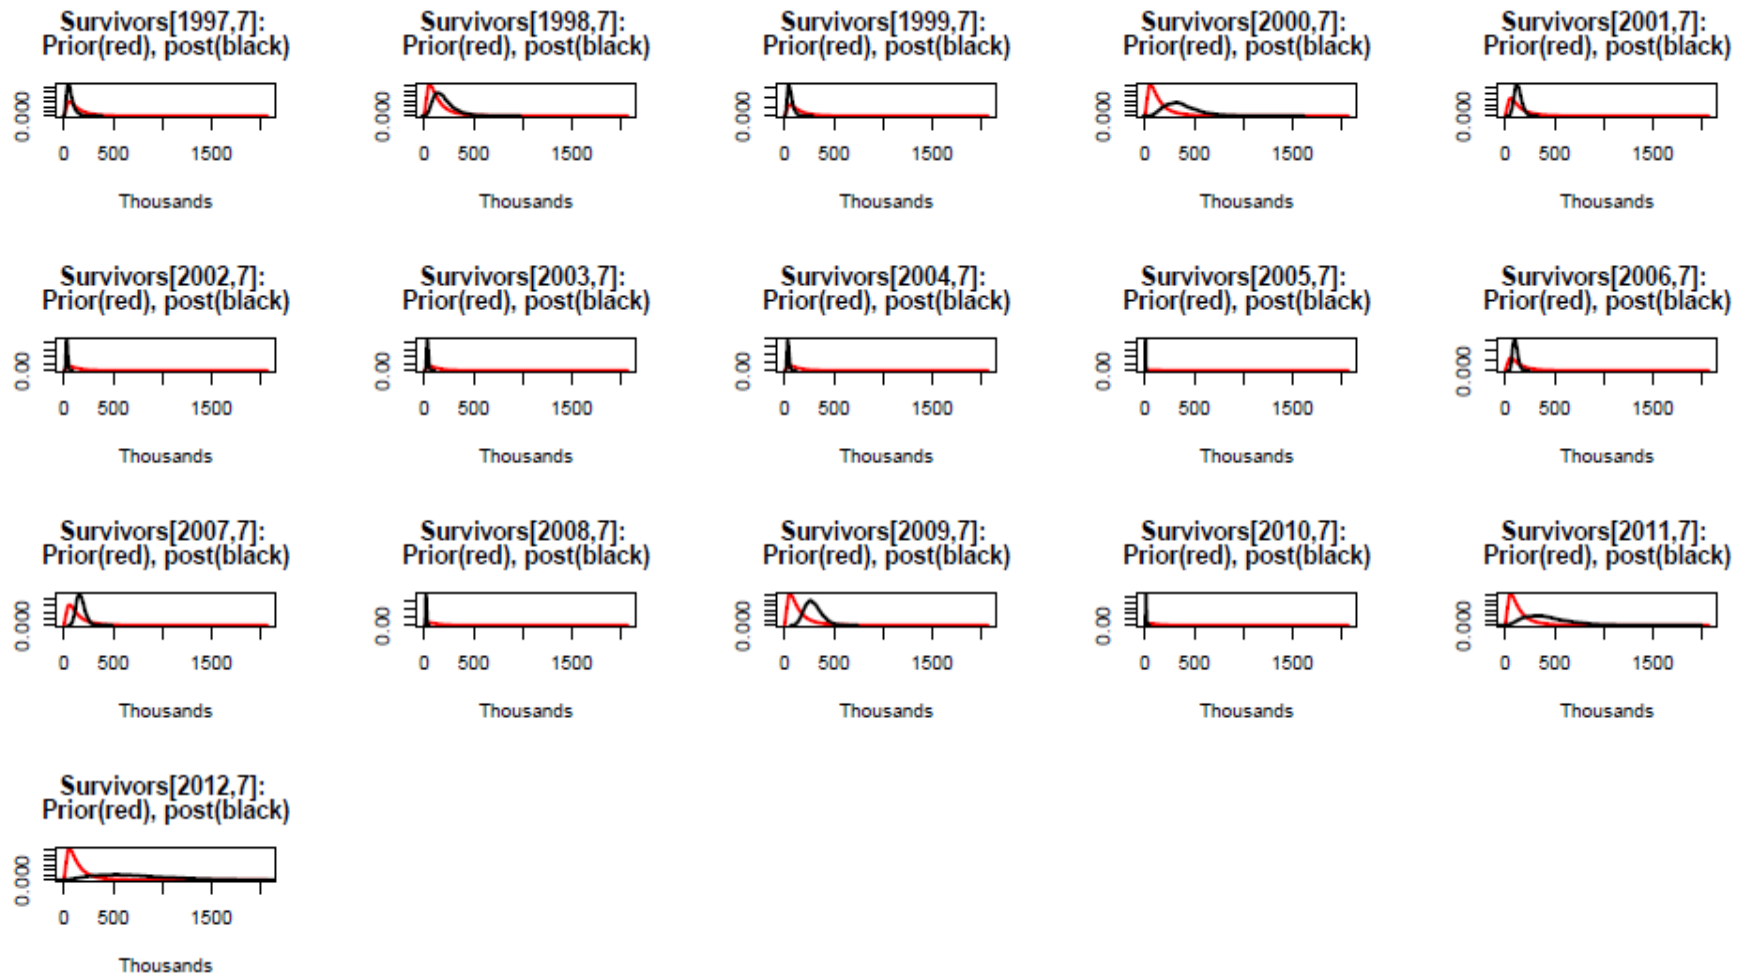 Survivors[1997,7]:
Prior(red), post(black)
0.000
0 500 1500
Thousands
Survivors[1998,7]:
Prior(red), post(black)
0.000
0 500 1500
Thousands
Survivors[1999,7]:
Prior(red), post(black)
0.000
0 500 1500
Thousands
Survivors[2000,7]:
Prior(red), post(black)
0.000
0 500 1500
Thousands
Survivors[2001,7]:
Prior(red), post(black)
0.000
0 500 1500
Thousands
Survivors[2002,7]:
Prior(red), post(black)
0.00
0 500 1500
Thousands
Survivors[2003,7]:
Prior(red), post(black)
0.00
0 500 1500
Thousands
Survivors[2004,7]:
Prior(red), post(black)
0.00
0 500 1500
Thousands
Survivors[2005,7]:
Prior(red), post(black)
0.00
0 500 1500
Thousands
Survivors[2006,7]:
Prior(red), post(black)
0.000
0 500 1500
Thousands
Survivors[2007,7]:
Prior(red), post(black)
0.000
0 500 1500
Thousands
Survivors[2008,7]:
Prior(red), post(black)
0.00
0 500 1500
Thousands
Survivors[2009,7]:
Prior(red), post(black)
0.000
0 500 1500
Thousands
Survivors[2010,7]:
Prior(red), post(black)
0.00
0 500 1500
Thousands
Survivors[2011,7]:
Prior(red), post(black)
0.000
0 500 1500
Thousands
Survivors[2012,7]:
Prior(red), post(black)
0.000
0 500 1500
Thousands